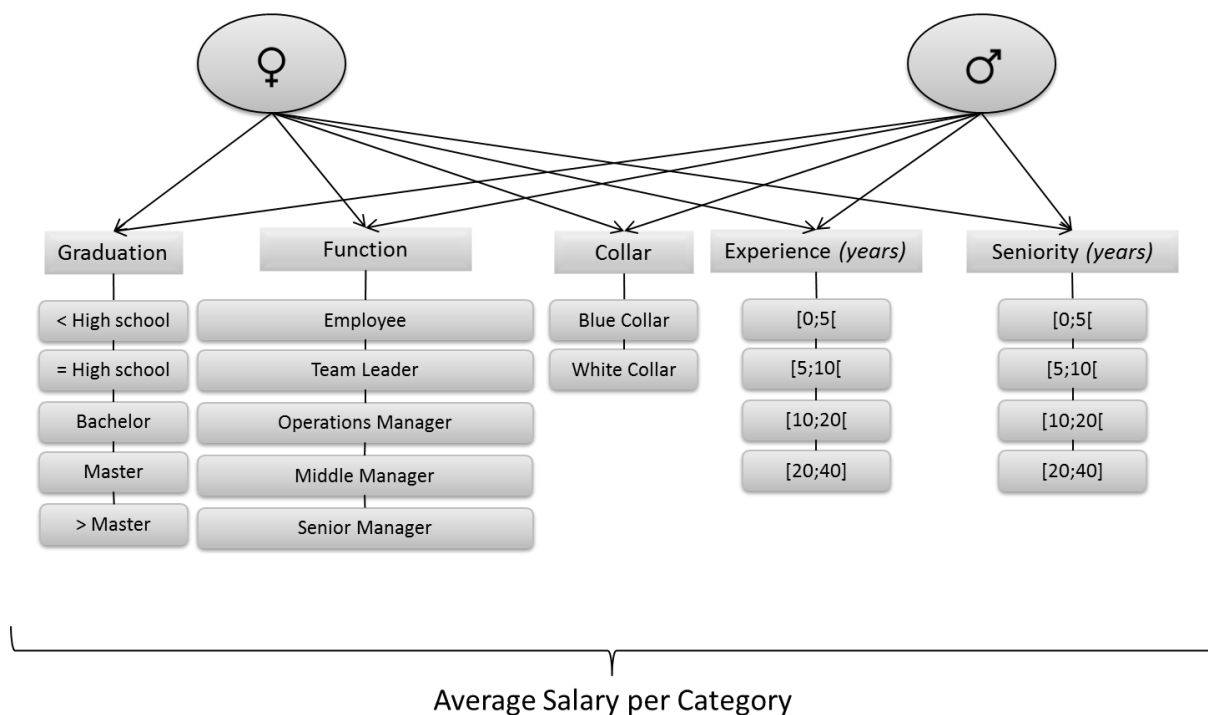 ♀
♂
Graduation
Function
Collar
Experience (years)
Seniority (years)
< High school
Employee
Blue Collar
[0;5[
[0;5[
= High school
Team Leader
White Collar
[5;10[
[5;10[
Bachelor
Operations Manager
[10;20[
[10;20[
Master
Middle Manager
[20;40]
[20;40]
> Master
Senior Manager
Average Salary per Category